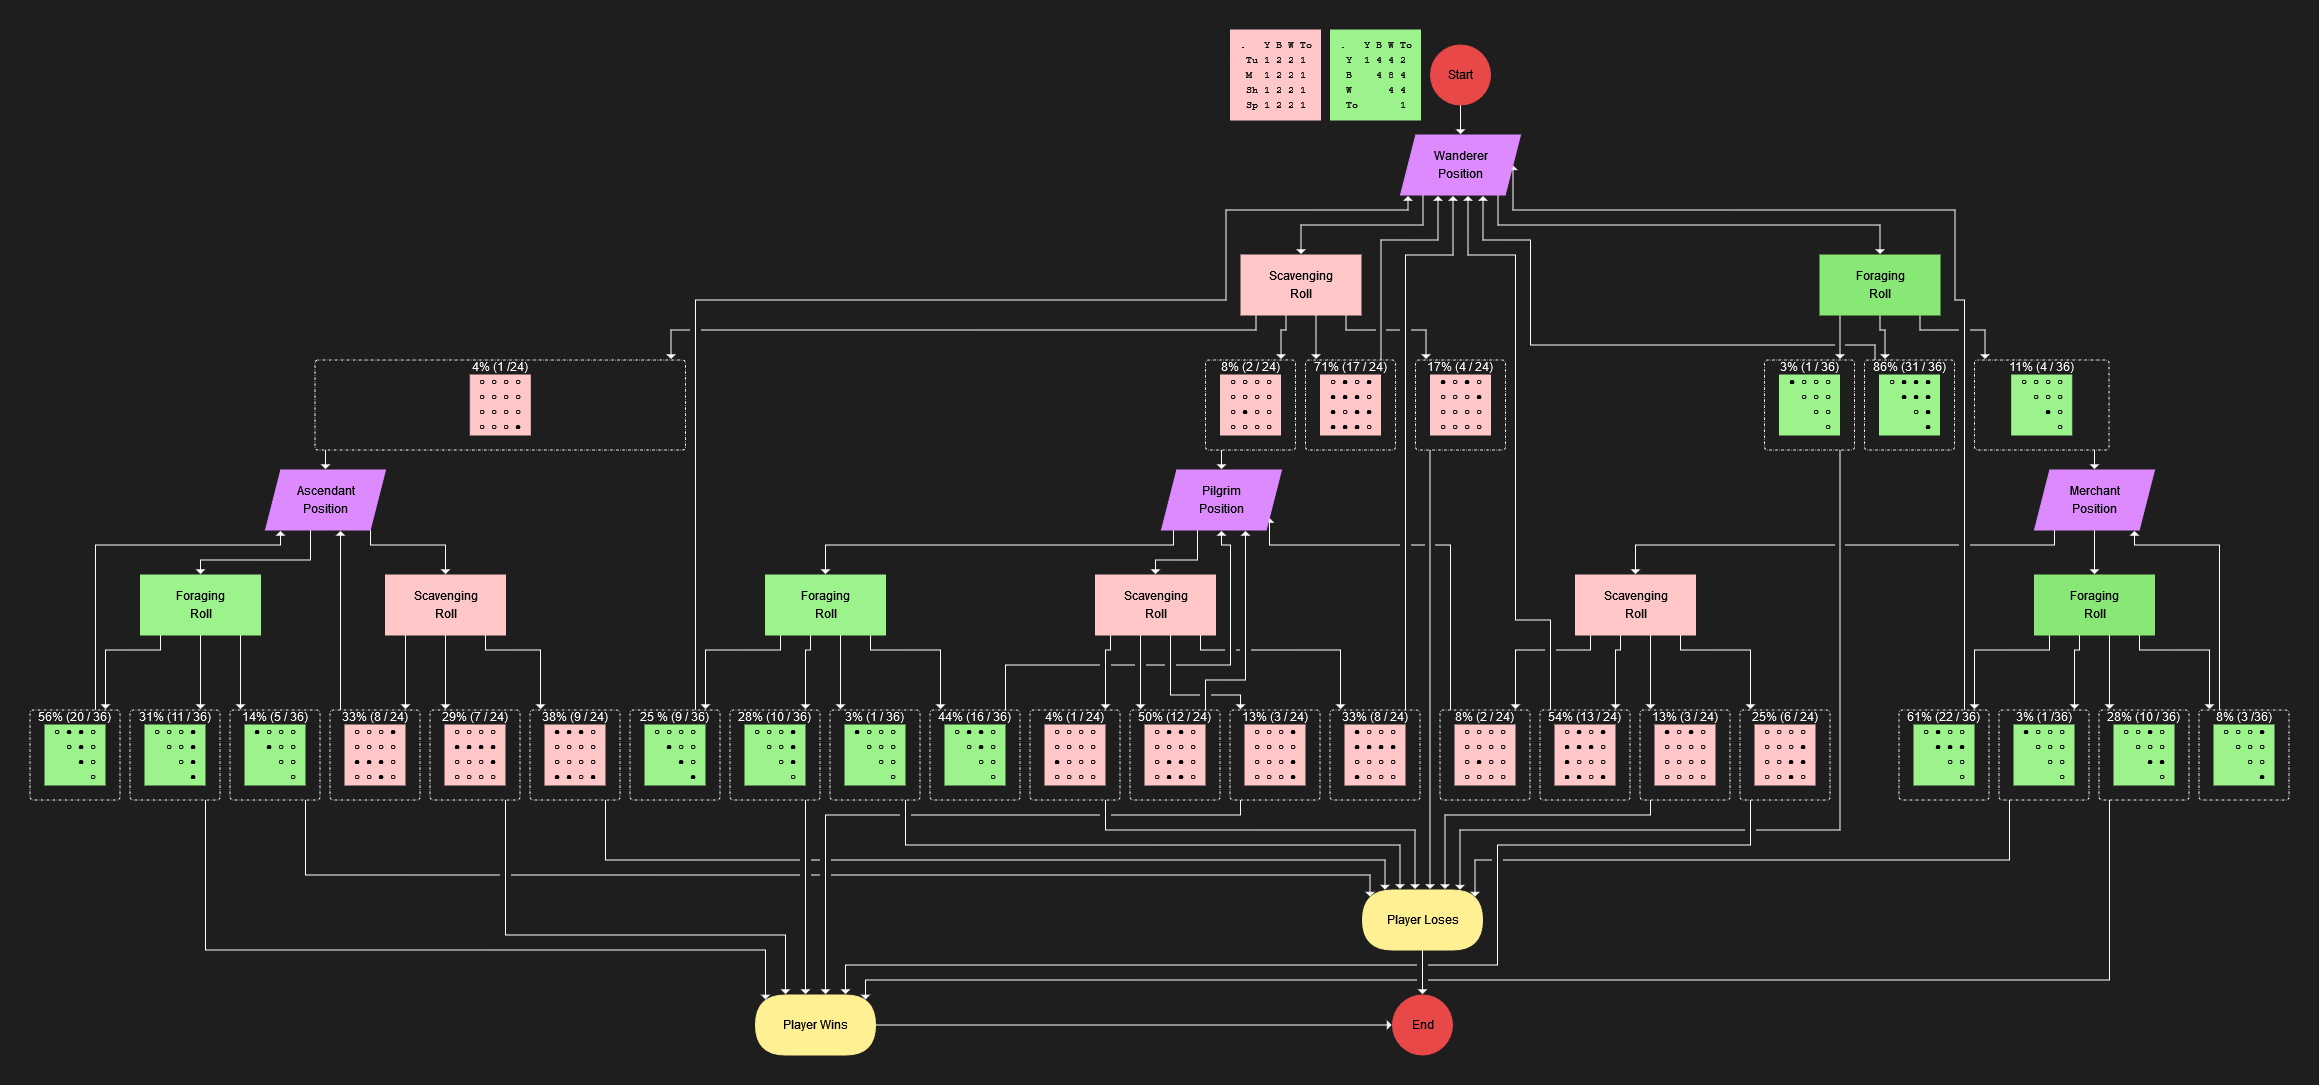 . Y B W To
Tu 1 2 2 1
M 1 2 2 1
Sh 1 2 2 1
Sp 1 2 2 1
. Y B W To
Y 1 4 4 2
B 4 8 4
W 4 4
To 1
Start
Wanderer
Position
Scavenging
Roll
Foraging
Roll
4% (1 /24)
8% (2 / 24)
71% (17 / 24)
17% (4 / 24)
3% (1 / 36)
86% (31 / 36)
11% (4 / 36)
Ascendant
Position
Pilgrim
Position
Merchant
Position
Foraging
Roll
Scavenging
Roll
Foraging
Roll
Scavenging
Roll
Scavenging
Roll
Foraging
Roll
56% (20 / 36)
31% (11 / 36)
14% (5 / 36)
33% (8 / 24)
29% (7 / 24)
38% (9 / 24)
25 % (9 / 36)
28% (10 / 36)
3% (1 / 36)
44% (16 / 36)
4% (1 / 24)
50% (12 / 24)
13% (3 / 24)
33% (8 / 24)
8% (2 / 24)
54% (13 / 24)
13% (3 / 24)
25% (6 / 24)
61% (22 / 36)
3% (1 /36)
28% (10 / 36)
8% (3 /36)
Player Loses
Player Wins
End